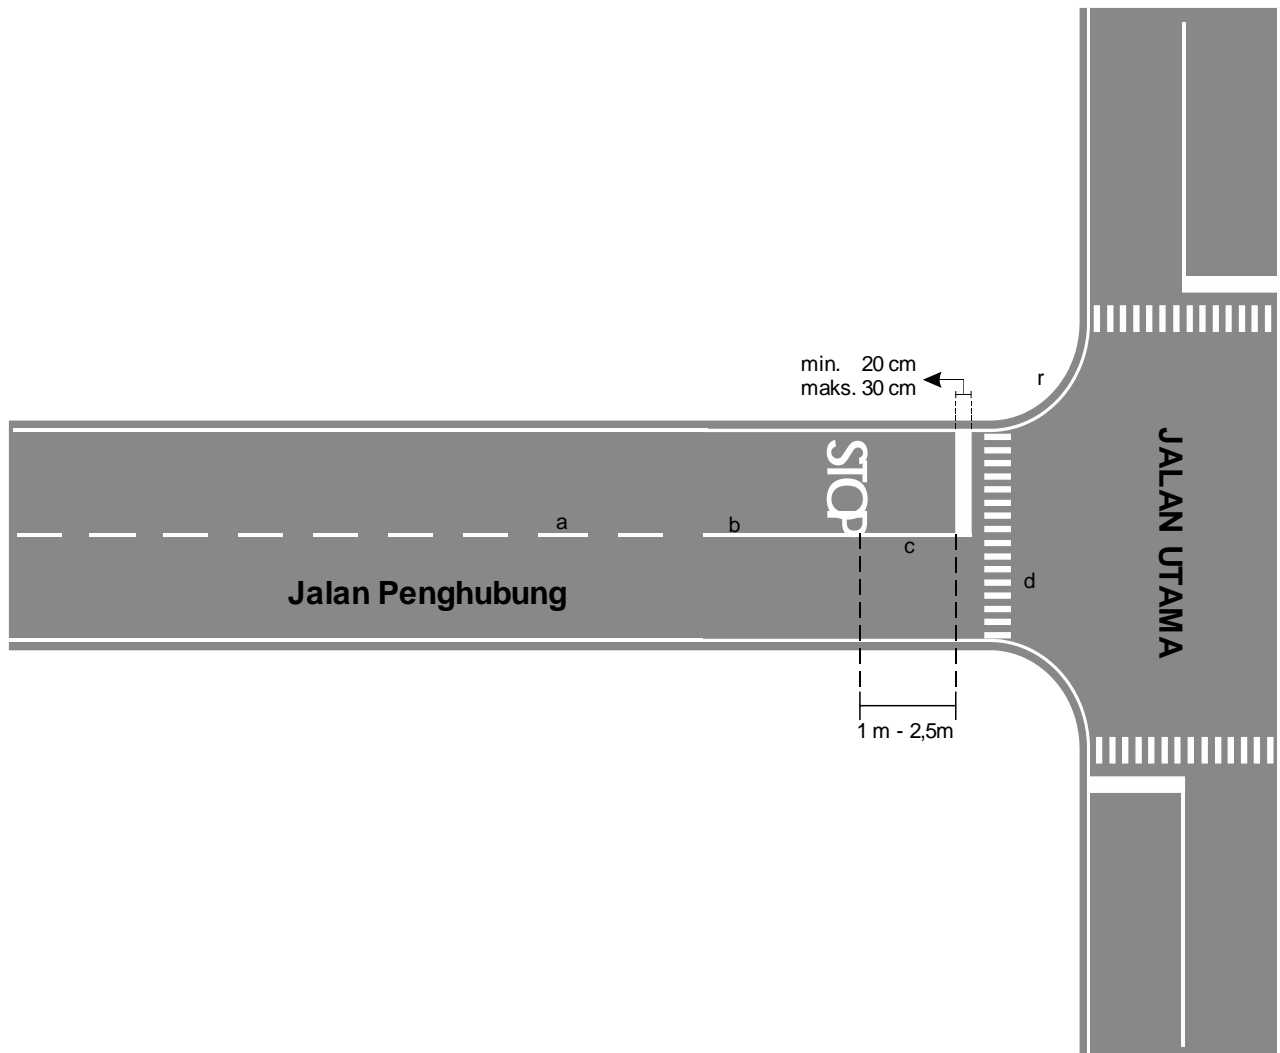 min. 20 cm
maks. 30 cm
r
JALAN UTAMA
STOP
a
b
c
d
Jalan Penghubung
1 m - 2,5m